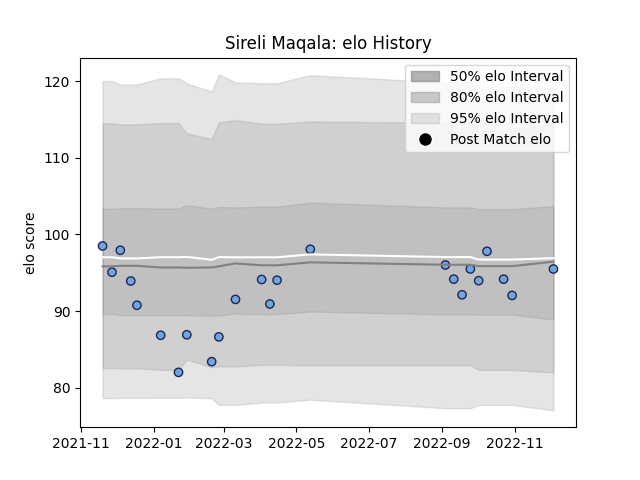 Sireli Maqala: elo History
50% elo Interval
80% elo Interval
95% elo Interval
Post Match elo
elo score
120
110
100
90
80
2021-11 2022-01 2022-03 2022-05 2022-07 2022-09 2022-11